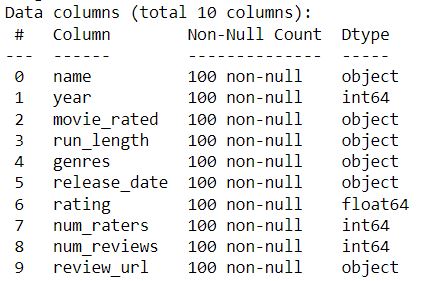 Data columns (total 10 columns):
 #   Column        Non-Null Count  Dtype
---  ------        --------------  -----
 0   name          100 non-null    object
 1   year          100 non-null    int64
 2   movie_rated   100 non-null    object
 3   run_length    100 non-null    object
 4   genres        100 non-null    object
 5   release_date  100 non-null    object
 6   rating        100 non-null    float64
 7   num_raters    100 non-null    int64
 8   num_reviews   100 non-null    int64
 9   review_url    100 non-null    object